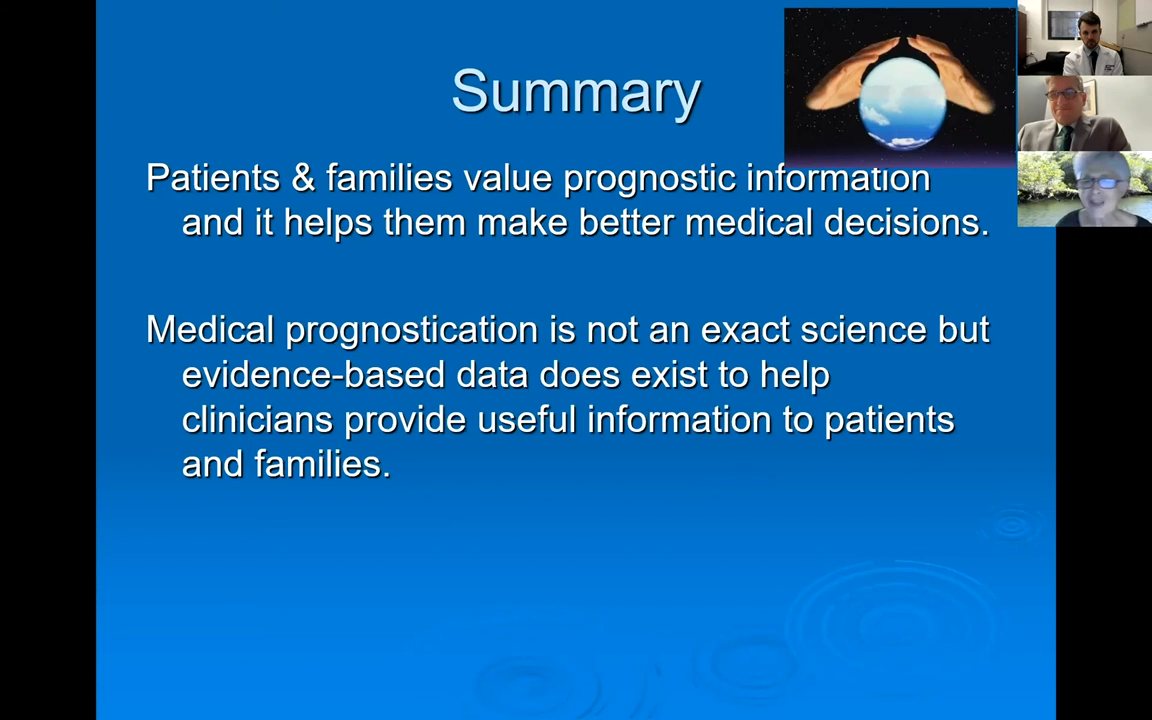 Summary
Patients & families value prognostic information
and it helps them make better medical decisions.
Medical prognostication is not an exact science but
evidence-based data does exist to help
clinicians provide useful information to patients
and families.